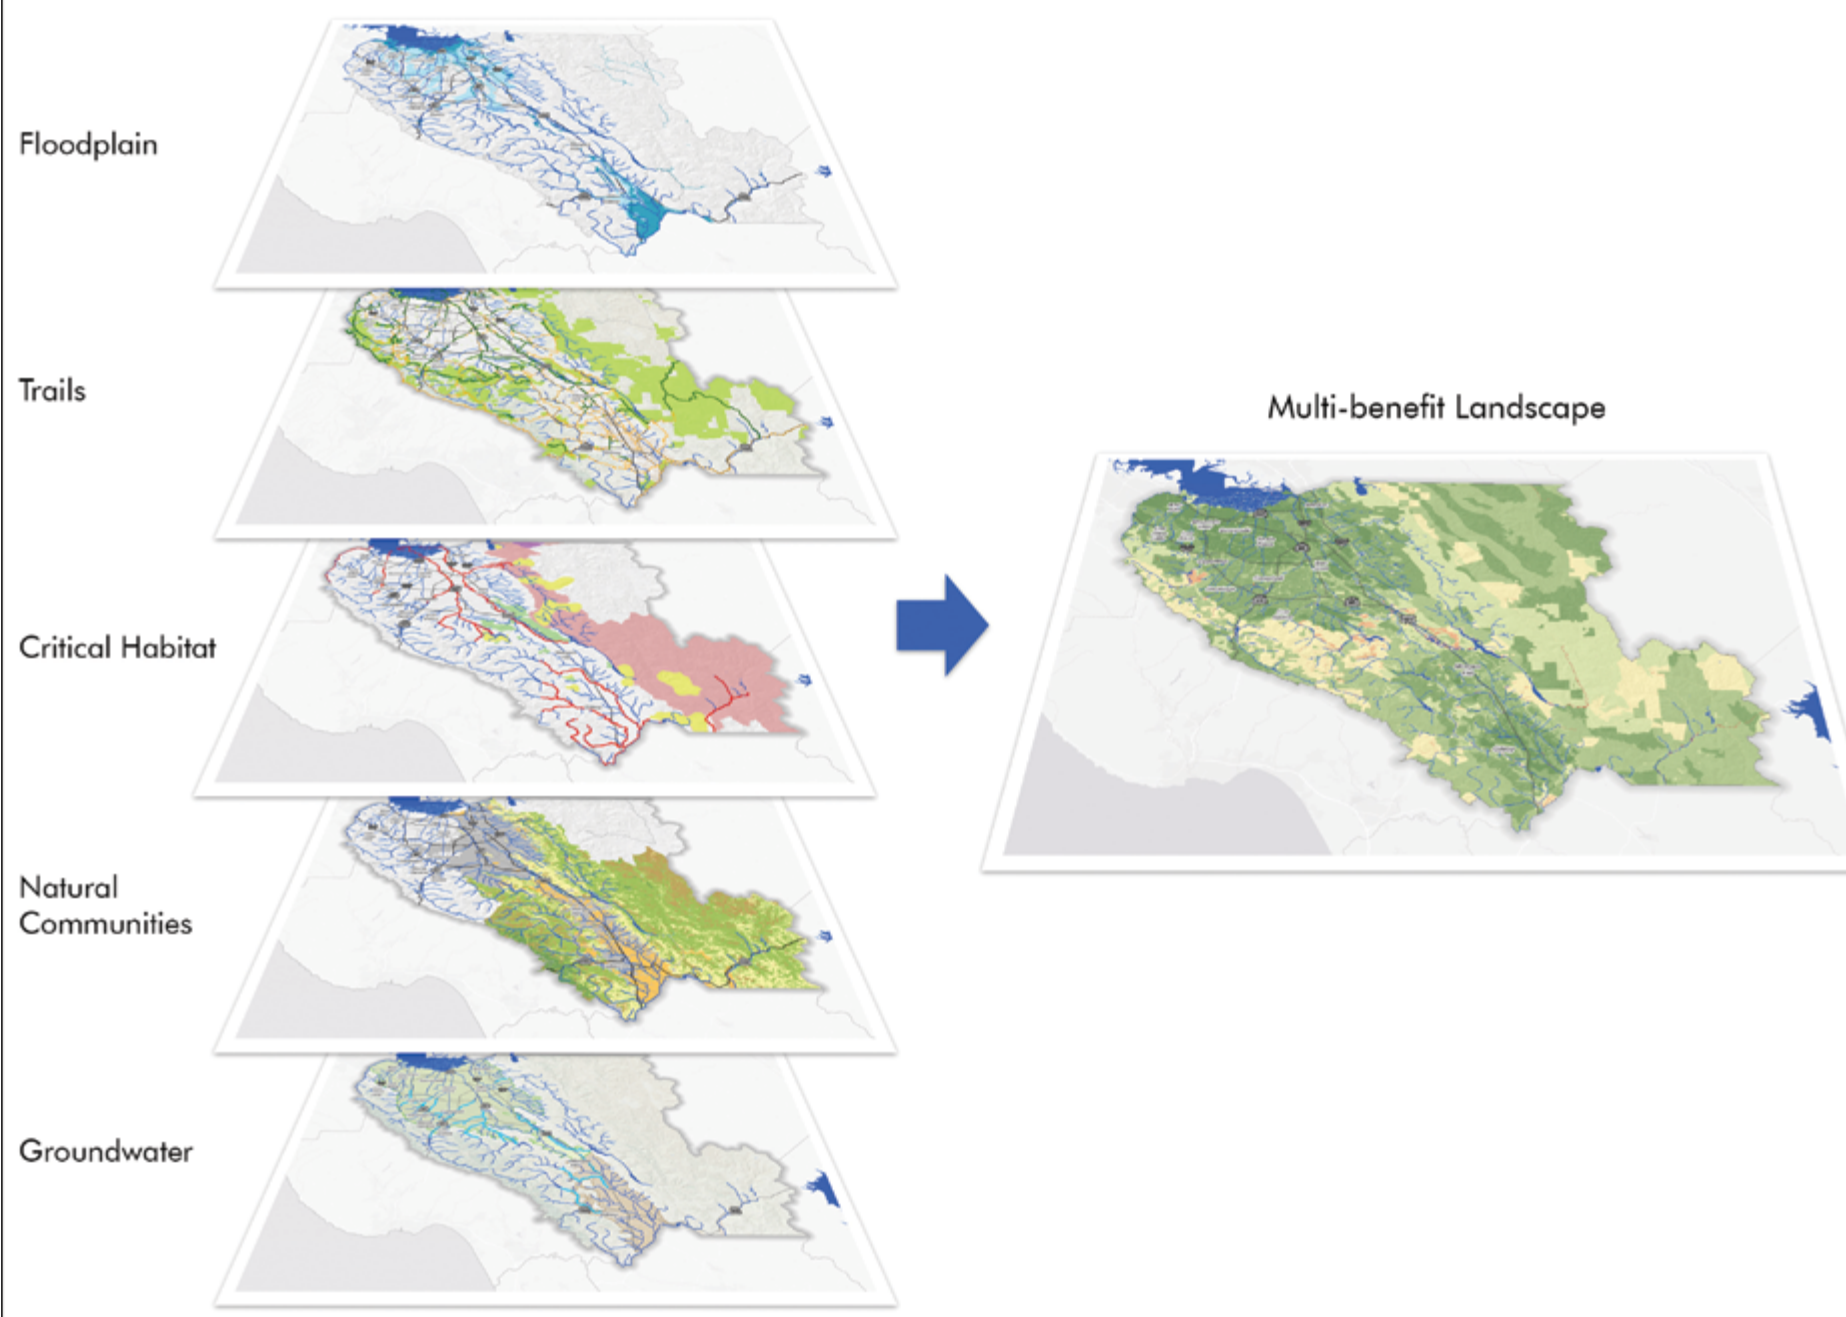 Floodplain
Trails
Multi-benefit Landscape
Critical Habitat
Natural
Communities
Groundwater